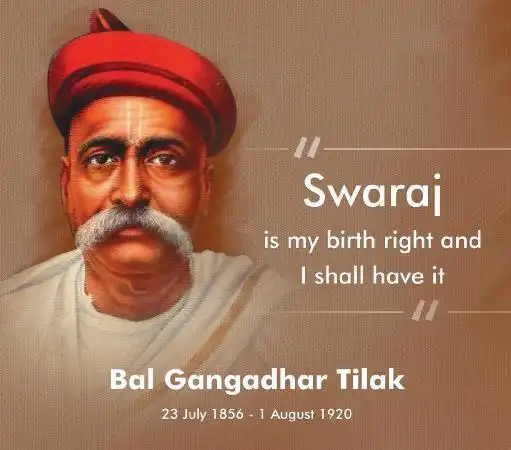 "
Swaraj
is my birth right and
I shall have it
"
Bal Gangadhar Tilak
23 July 1856 - 1 August 1920